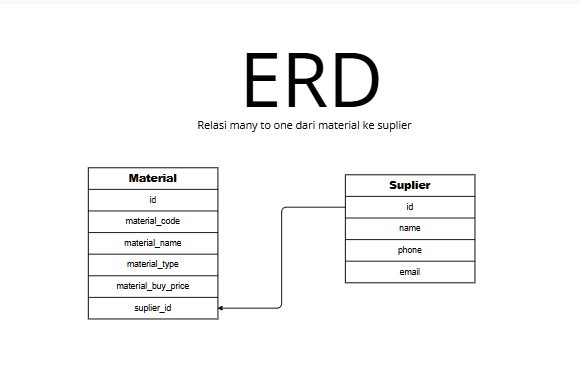 ERD
Relasi many to one dari material ke suplier
Material
id
material_code
material_name
material_type
material_buy_price
suplier_id
Suplier
id
name
phone
email